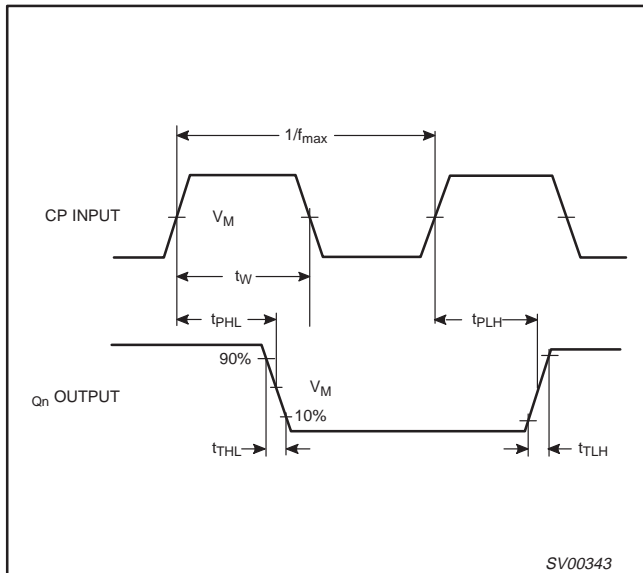 1/fmax
CP INPUT
VM
tW
tPHL
tPLH
90%
Qn OUTPUT
VM
10%
tTHL
tTLH
SV00343